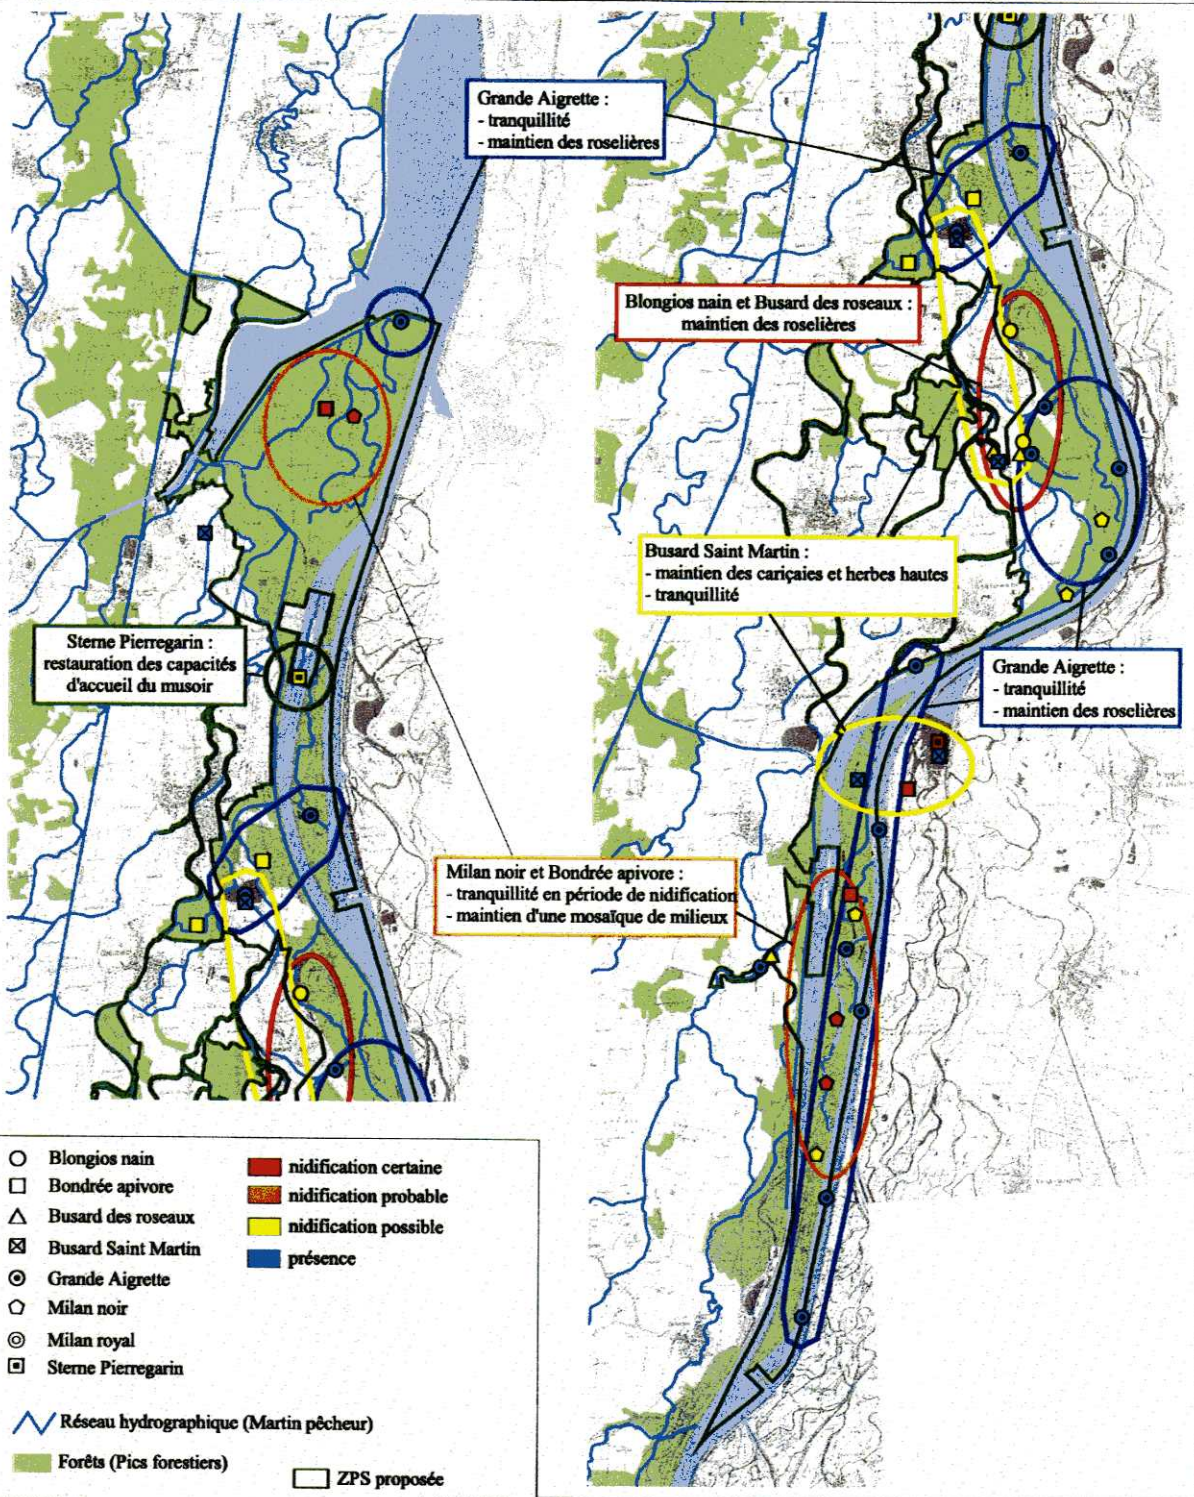 Grande Aigrette :
- tranquillité
- maintien des roselières
Blongios nain et Busard des roseaux :
maintien des roselières
Busard Saint Martin :
- maintien des cariçaies et herbes hautes
- tranquillité
Sterne Pierregarin :
restauration des capacités
d'accueil du musoir
Grande Aigrette :
- tranquillité
- maintien des roselières
Milan noir et Bondrée apivore :
- tranquillité en période de nidification
- maintien d'une mosaïque de milieux
Blongios nain
Bondrée apivore
Busard des roseaux
Busard Saint Martin
Grande Aigrette
Milan noir
Milan royal
Sterne Pierregarin
nidification certaine
nidification probable
nidification possible
présence
Réseau hydrographique (Martin pêcheur)
Forêts (Pics forestiers)
ZPS proposée